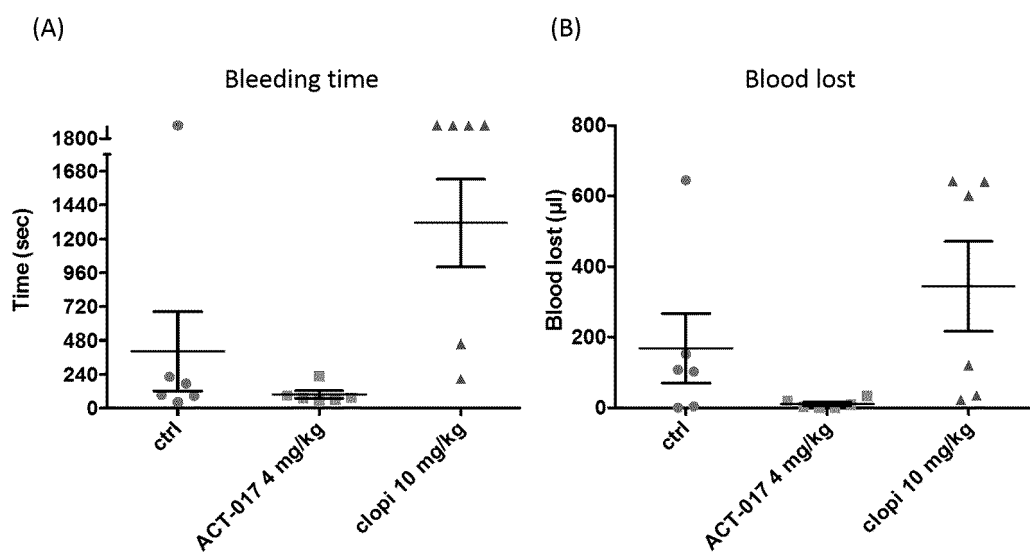 (A)
Bleeding time
Time (sec)
1800
1680
1440
1200
960
720
480
240
0
ctrl
ACT-017 4 mg/kg
clopi 10 mg/kg
(B)
Blood lost
Blood lost (µl)
800
600
400
200
0
ctrl
ACT-017 4 mg/kg
clopi 10 mg/kg